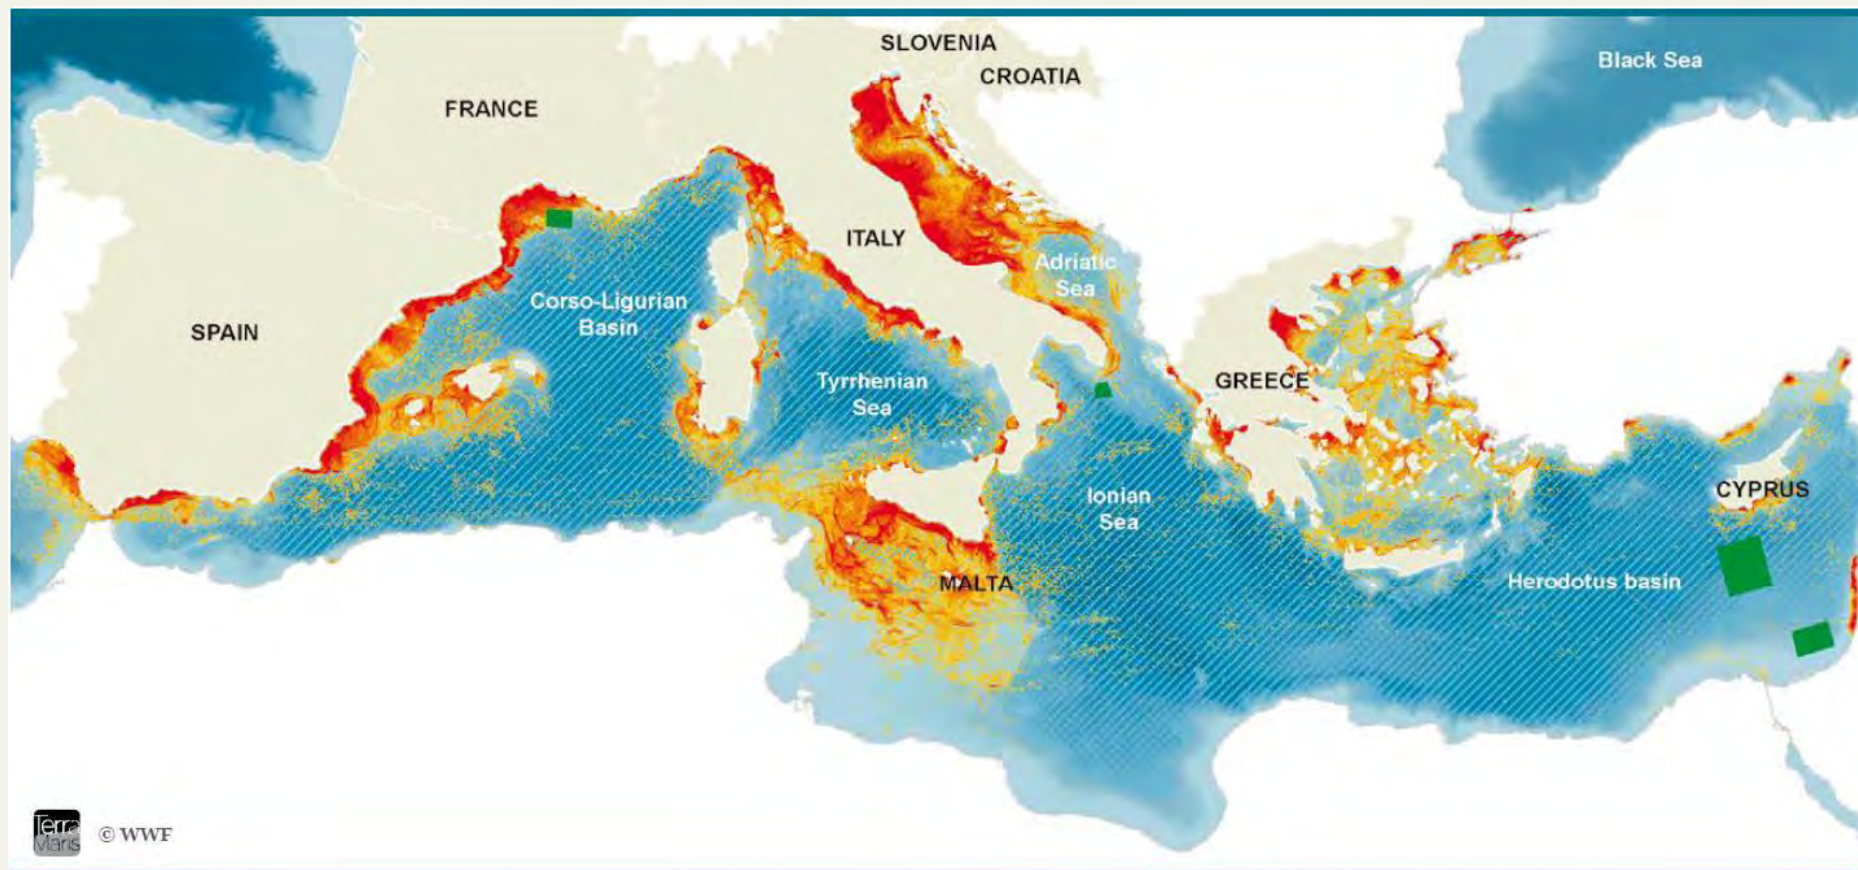 SLOVENIA
CROATIA
Black Sea
FRANCE
ITALY
Adriatic
Sea
Corso-Ligurian
Basin
SPAIN
Tyrrhenian
Sea
GREECE
Ionian
Sea
CYPRUS
MALTA
Herodotus basin
Terra
Maris
© WWF